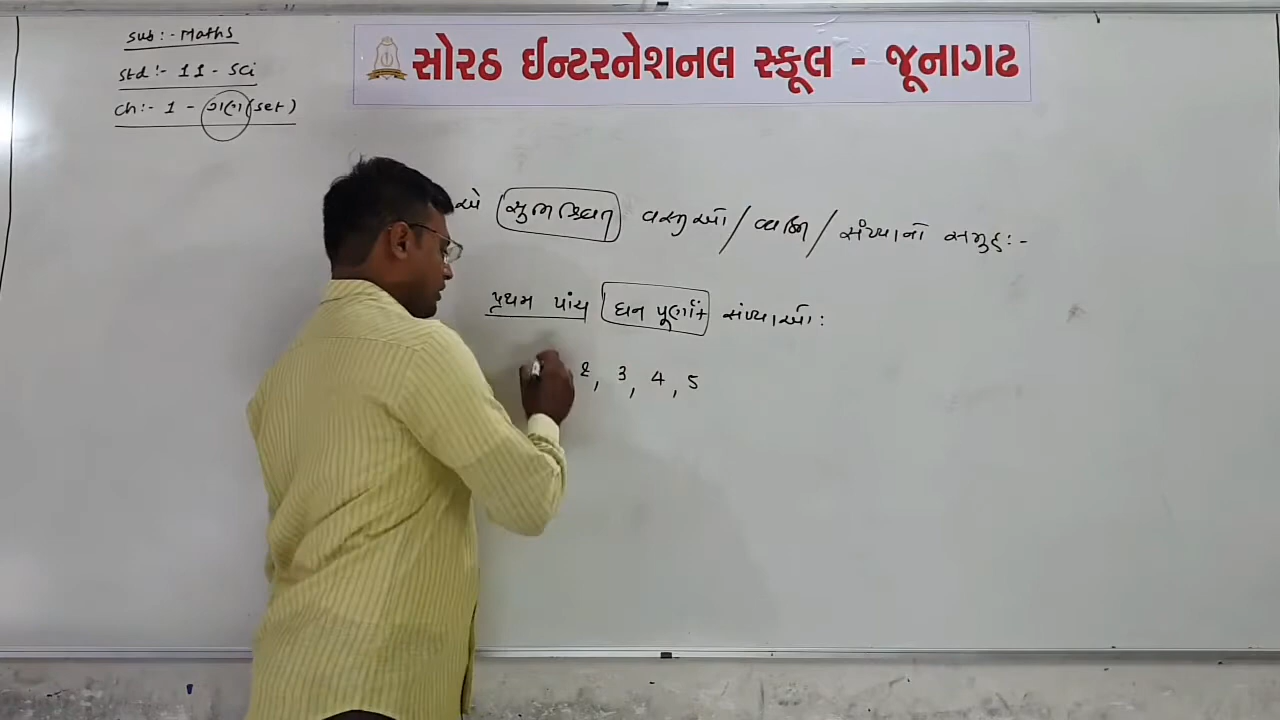 Sub:- Maths
સોરઠ ઈન્ટરનેશનલ સ્કૂલ - જૂનાગઢ
Std:- 11 - Sci
Ch:- 1 - ગણ (Set)
એ સુવ્યાખ્યિત વસ્તુઓ / વ્યક્તિ / સંખ્યાનો સમુહ:-
પ્રથમ પાંચ ધન પૂર્ણાંક સંખ્યાઓ:
2, 3, 4, 5